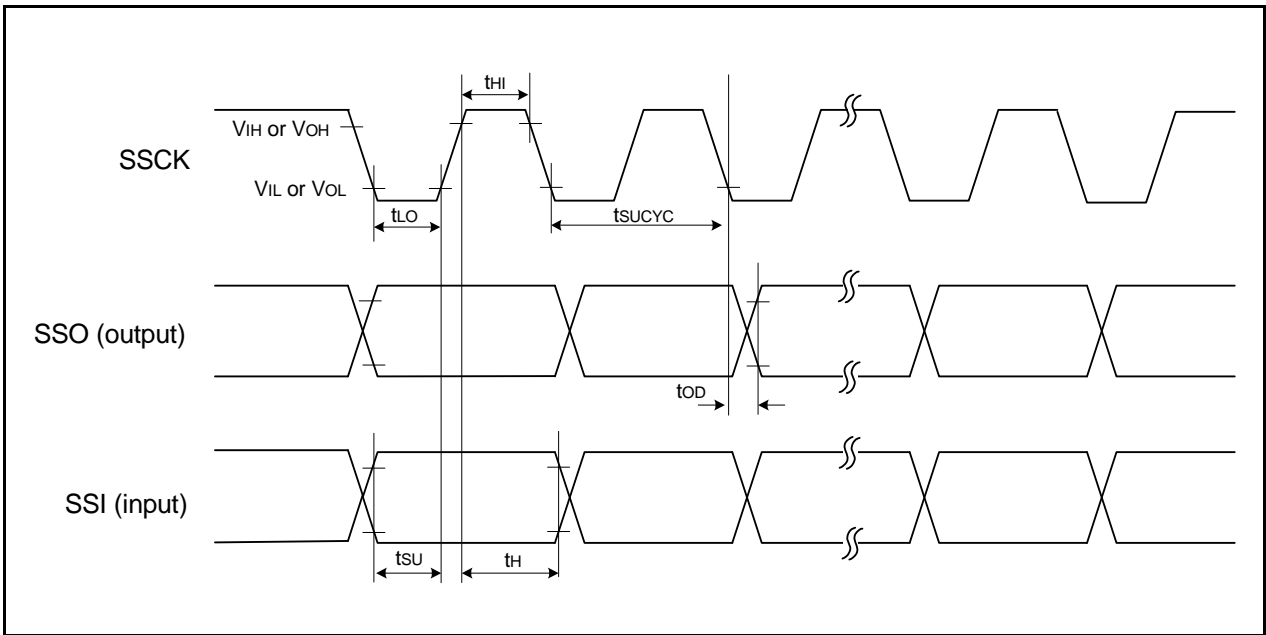 tHI
VIH or VOH
SSCK
VIL or VOL
tLO
tSUCYC
SSO (output)
tOD
SSI (input)
tSU
tH